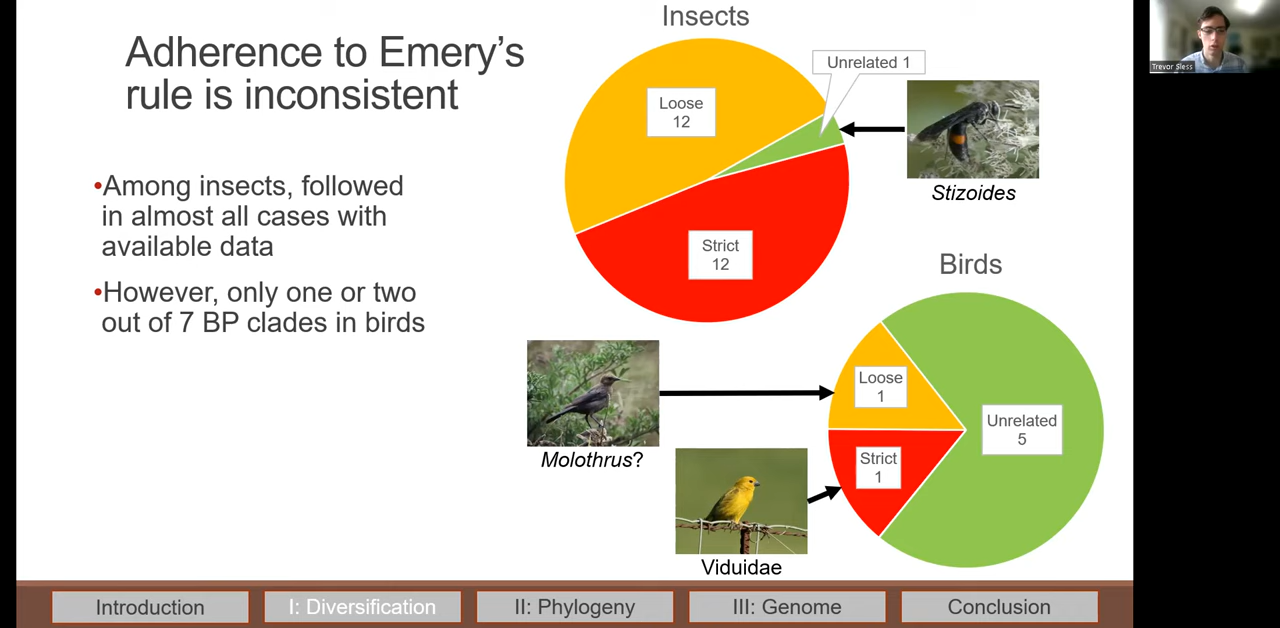 Adherence to Emery's
rule is inconsistent
•Among insects, followed
in almost all cases with
available data
•However, only one or two
out of 7 BP clades in birds
Insects
Loose
12
Unrelated 1
Strict
12
Stizoides
Birds
Loose
1
Unrelated
5
Strict
1
Molothrus?
Viduidae
Introduction
I: Diversification
II: Phylogeny
III: Genome
Conclusion
Trevor Sless